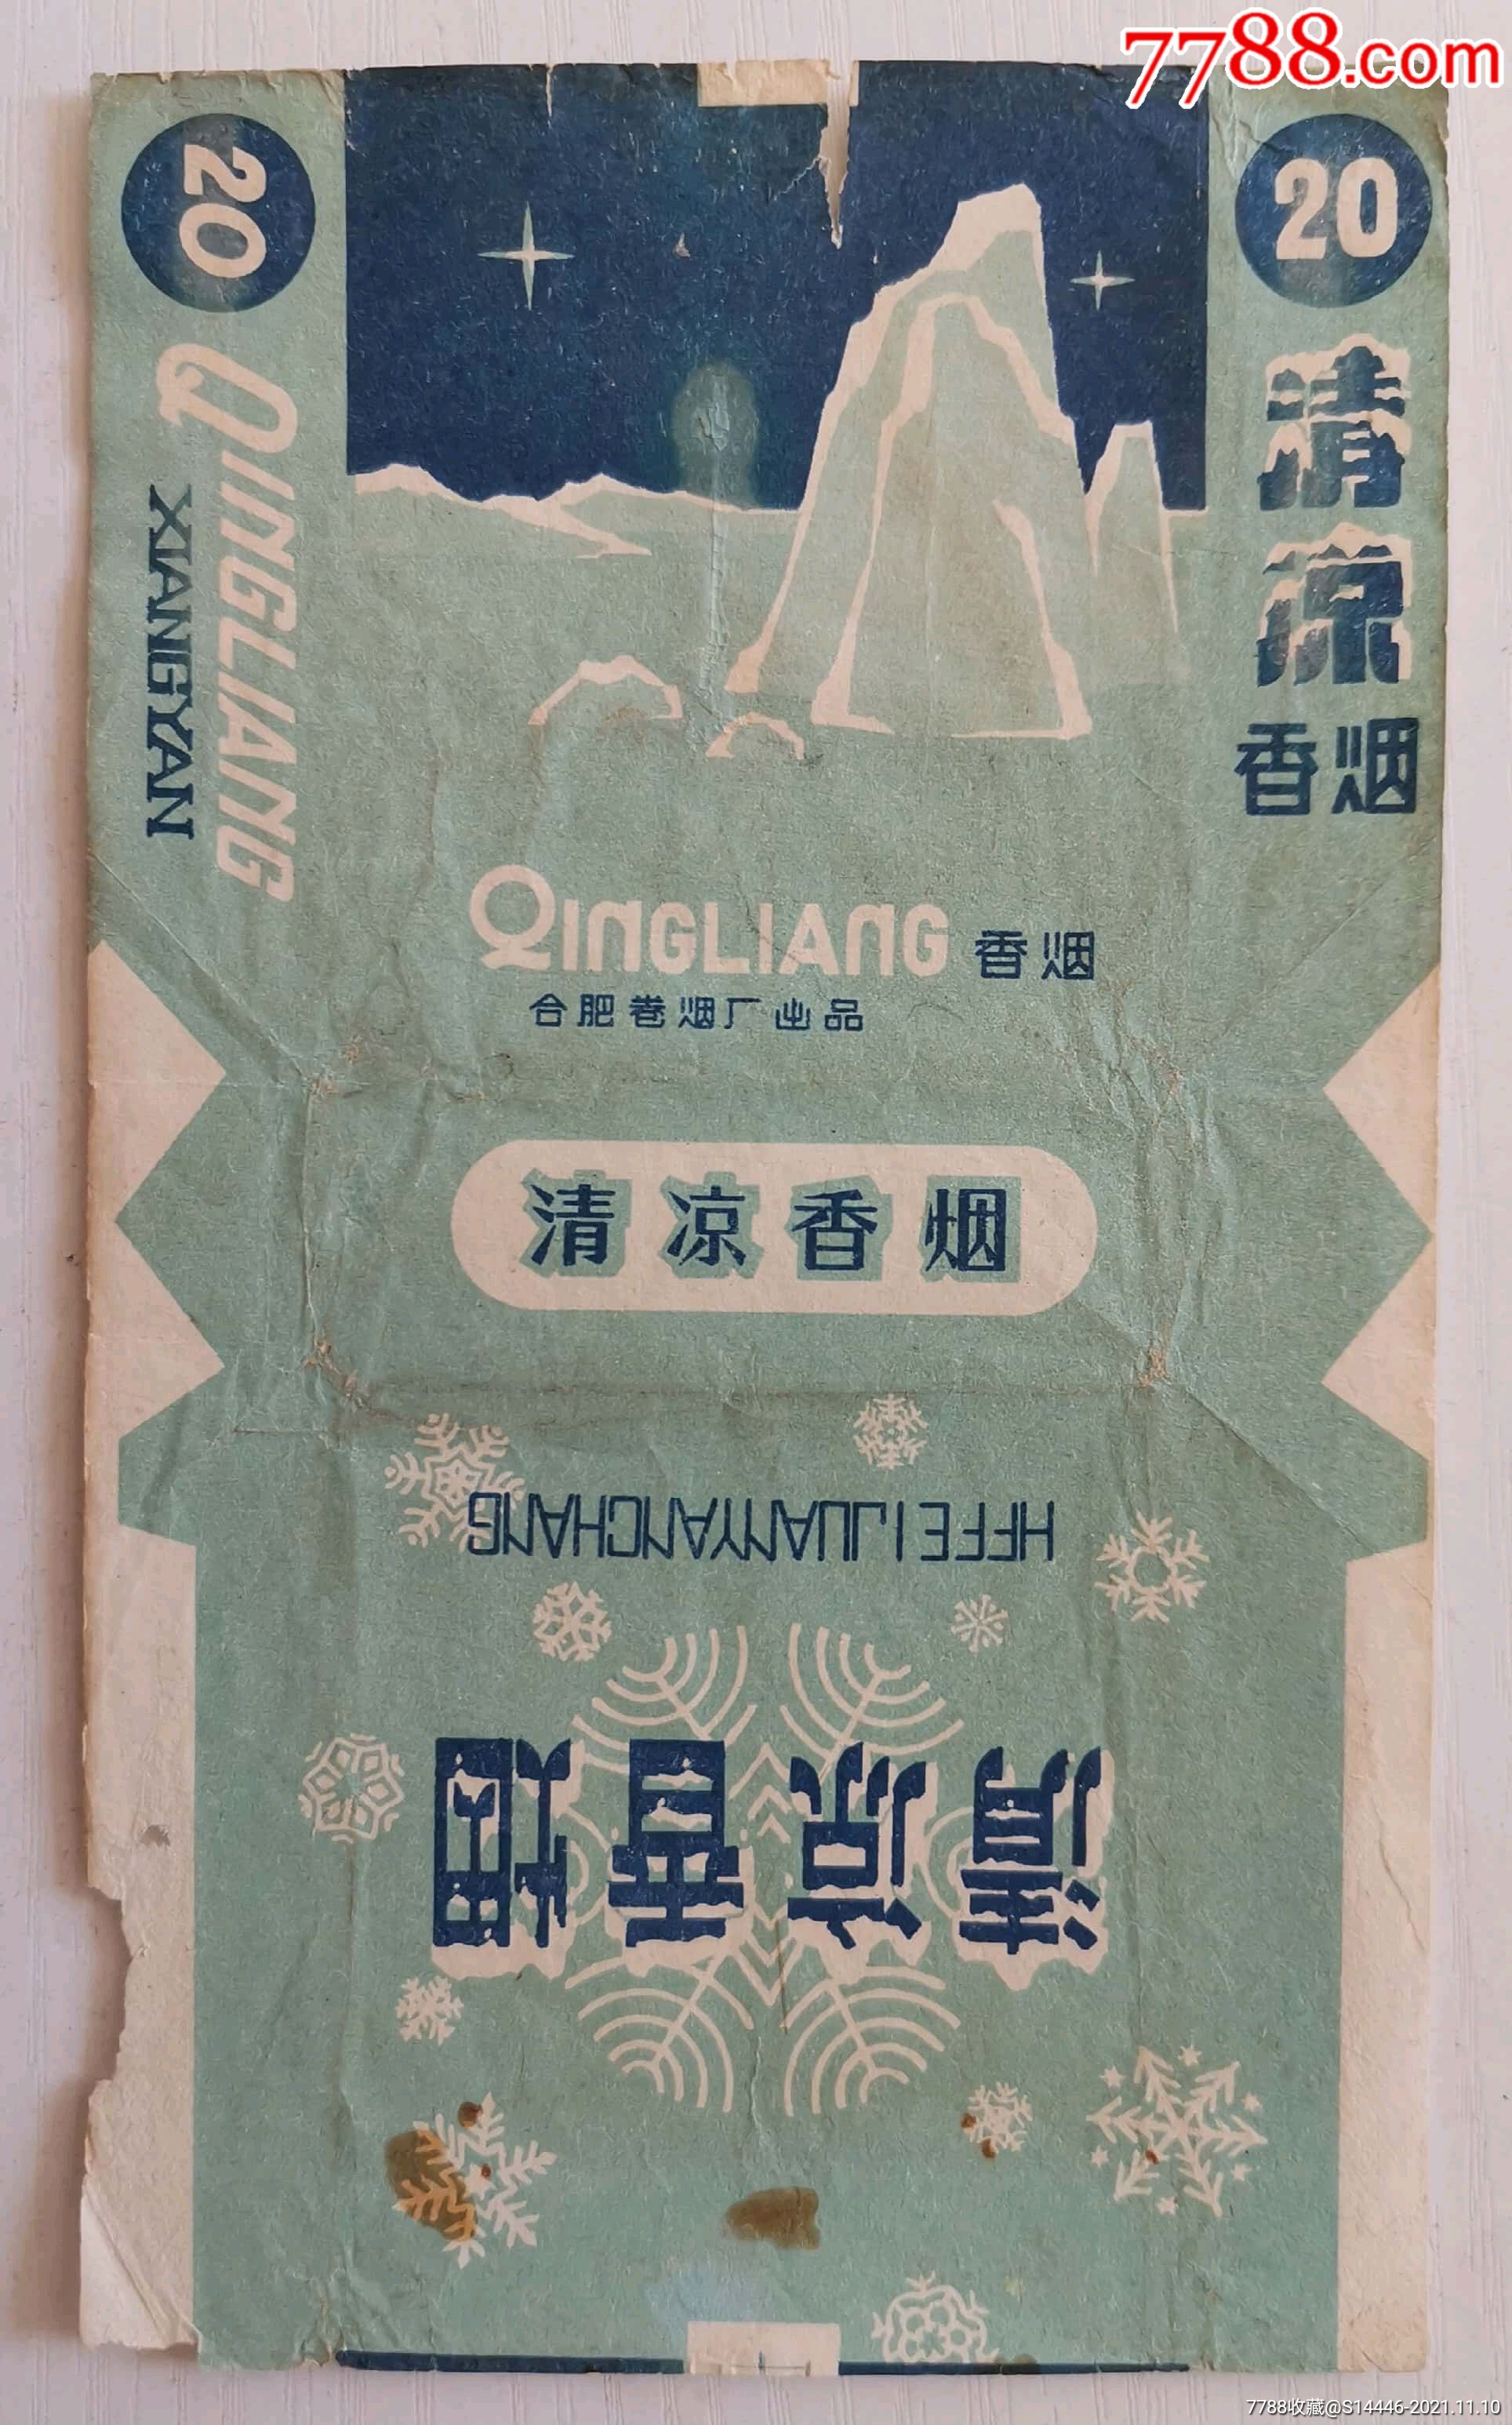 7788.com
20
QINGLIANG
XIANGYAN
20
清凉
香烟
QINGLIANG 香烟
合肥卷烟厂出品
清凉香烟
HFFEIJUANYANCHANG
清凉香烟
7788收藏@S14446-2021.11.10